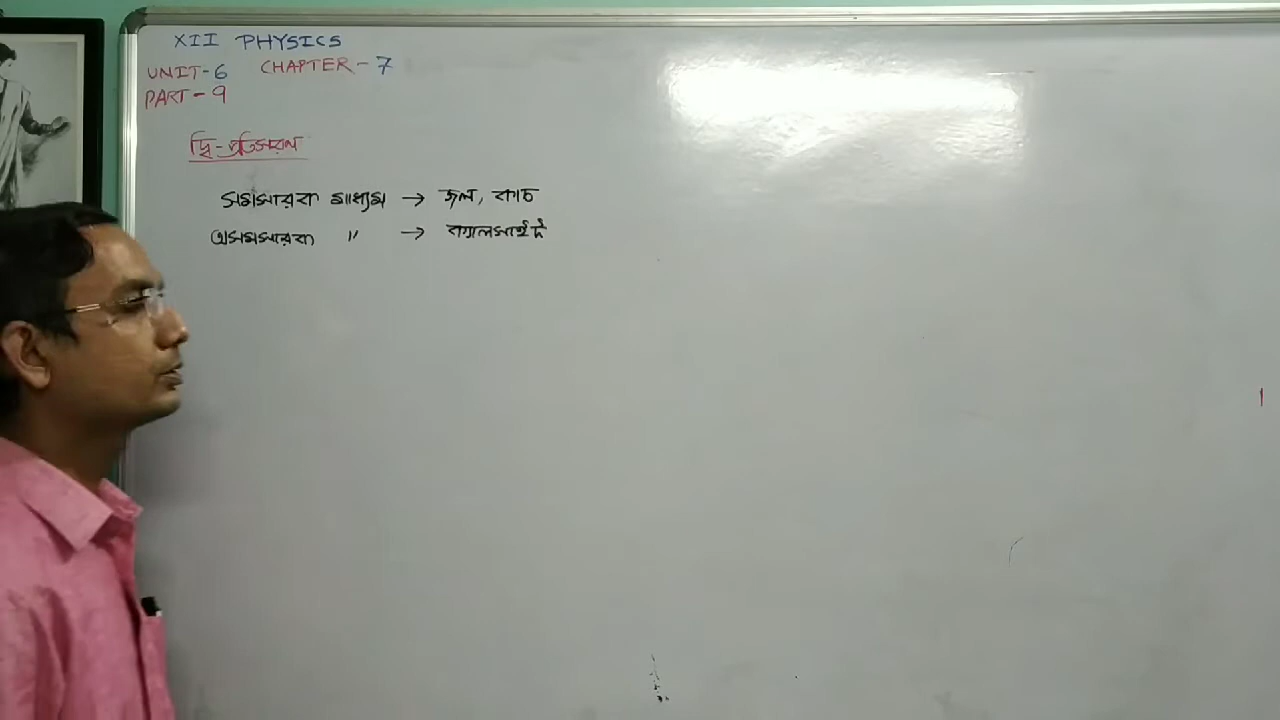 XII PHYSICS
UNIT-6 CHAPTER-7
PART-9
দ্বি-প্রতিসরণ
সমসারক মাধ্যম → জল, কাচ
অসমসারক " → ক্যালসাইট